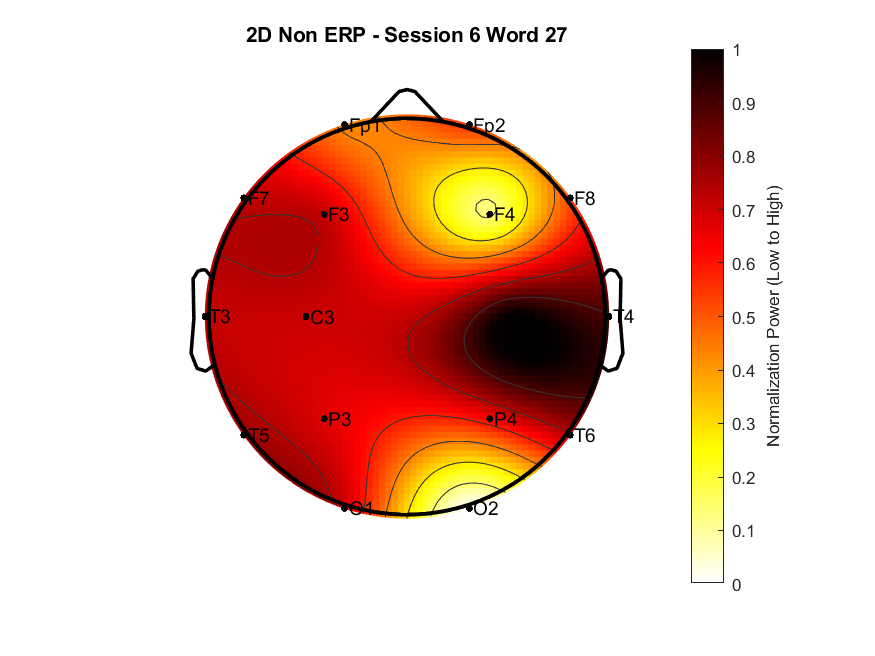 2D Non ERP - Session 6 Word 27
Fp1 Fp2
F7 F8
F3 F4
T3 C3 T4
P3 P4
T5 T6
O1 O2
1
0.9
0.8
0.7
0.6
0.5
0.4
0.3
0.2
0.1
0
Normalization Power (Low to High)